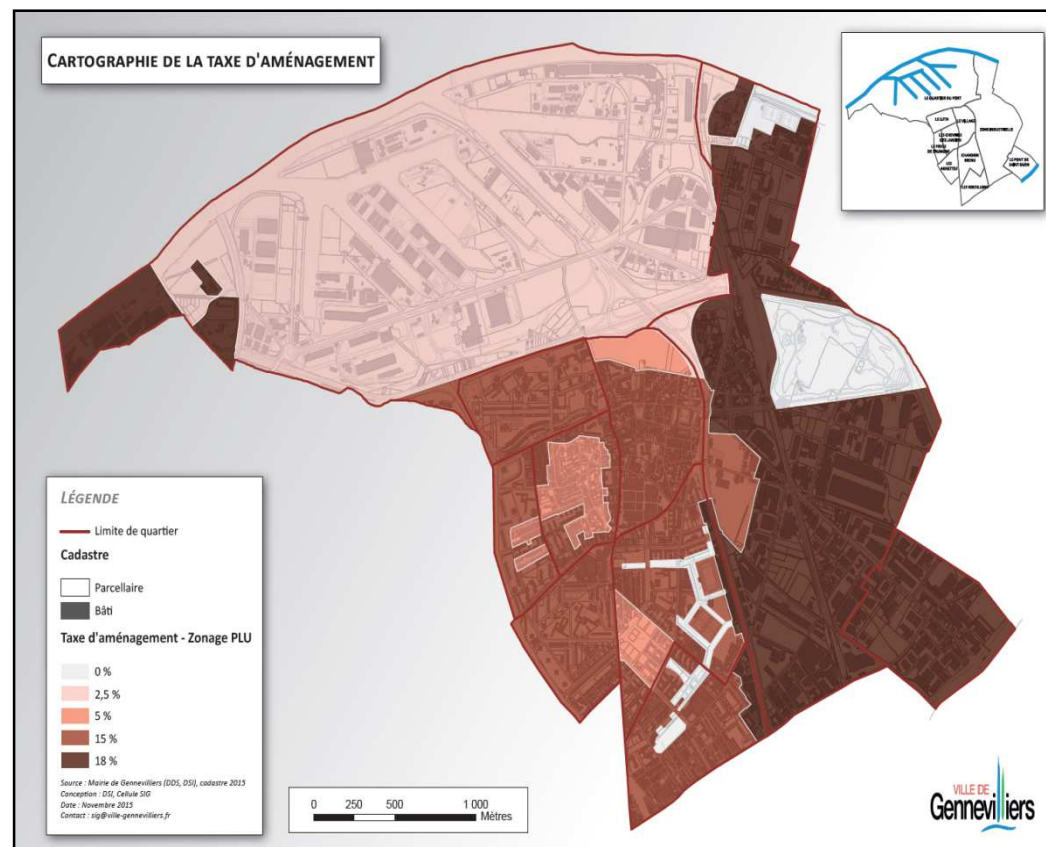 CARTOGRAPHIE DE LA TAXE D'AMÉNAGEMENT
LE QUARTIER DU PORT
LE LUTH
LE VILLAGE
ZONE INDUSTRIELLE
LES AGNETTES
CHANDON
LE PONT DE
SAINT OUEN
LÉGENDE
Limite de quartier
Cadastre
Parcellaire
Bâti
Taxe d'aménagement - Zonage PLU
0 %
2,5 %
5 %
15 %
18 %
Source : Mairie de Gennevilliers (DDS, DSI), cadastre 2015
Conception : DSI, Cellule SIG
Date : Novembre 2015
Contact : sig@ville-gennevilliers.fr
0 250 500 1 000
Mètres
VILLE DE
Gennevilliers